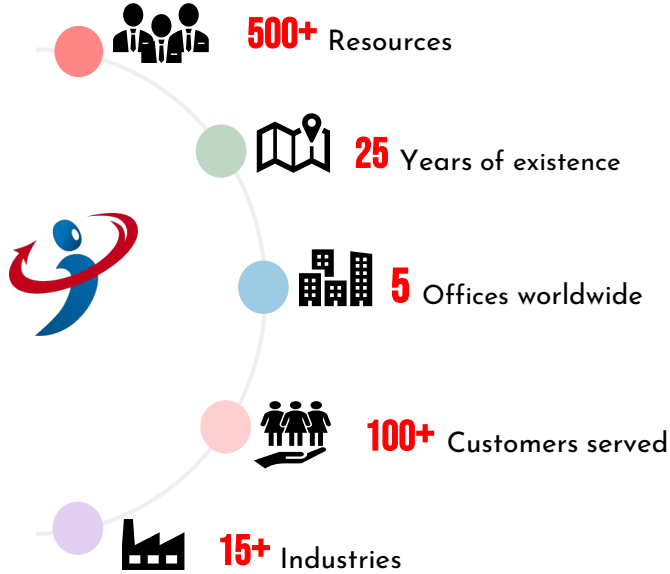 500+ Resources
25 Years of existence
5 Offices worldwide
100+ Customers served
15+ Industries